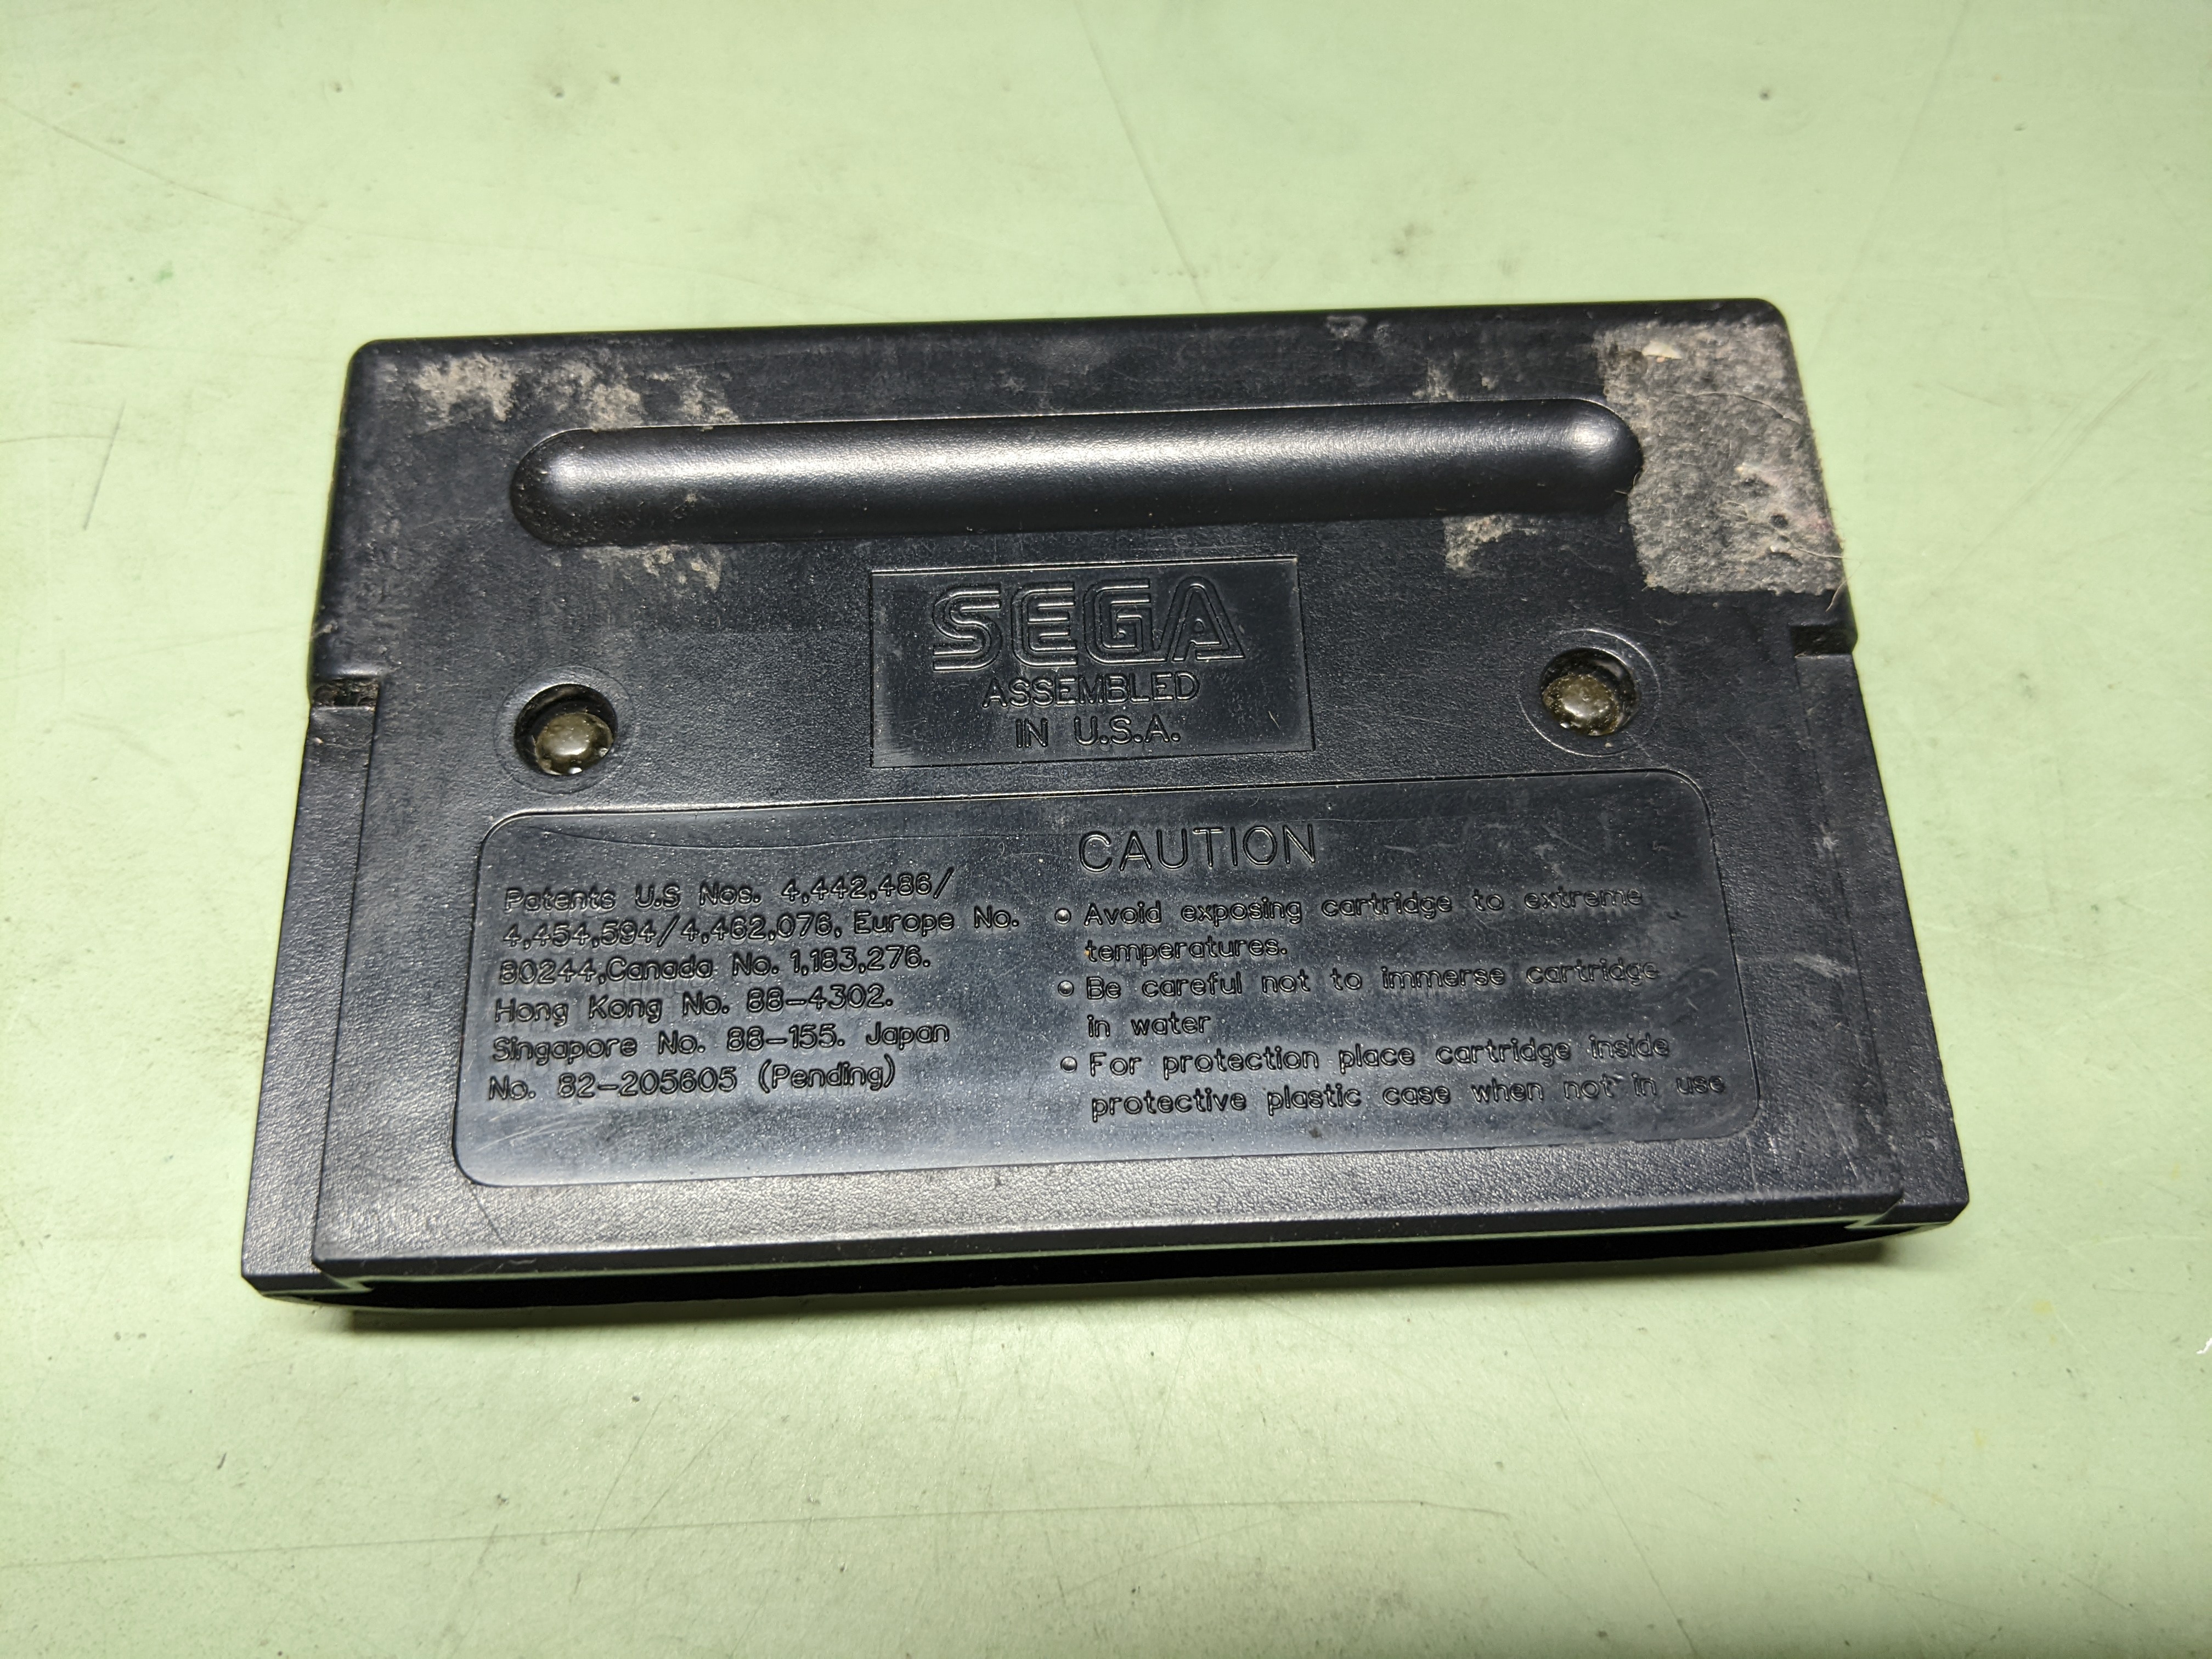 SEGA
ASSEMBLED
IN U.S.A.
Patents U.S Nos. 4,442,486/
4,454,594/4,462,076, Europe No.
80244,Canada No. 1,183,276.
Hong Kong No. 88-4302.
Singapore No. 88-155. Japan
No. 82-205605 (Pending)
CAUTION
• Avoid exposing cartridge to extreme
temperatures.
• Be careful not to immerse cartridge
in water
• For protection place cartridge inside
protective plastic case when not in use